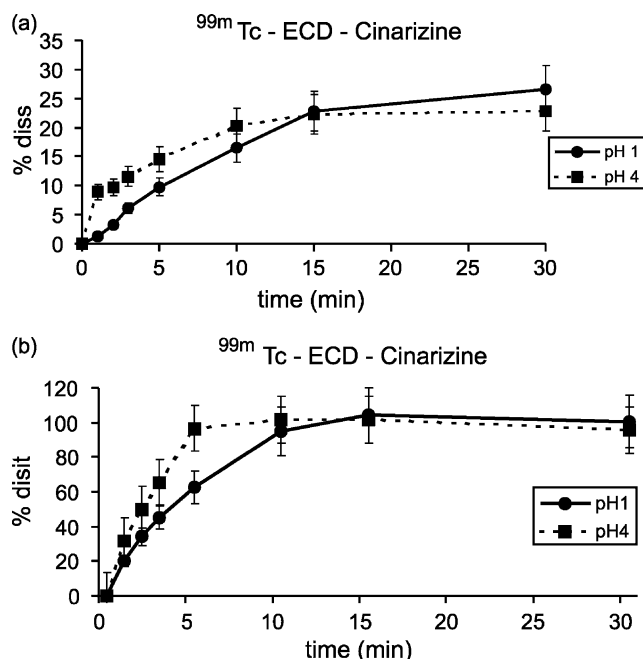 (a)
99m Tc - ECD - Cinarizine
% diss
35
30
25
20
15
10
5
0
0 5 10 15 20 25 30
time (min)
pH 1
pH 4
(b)
99m Tc - ECD - Cinarizine
% disit
120
100
80
60
40
20
0
0 5 10 15 20 25 30
time (min)
pH1
pH4